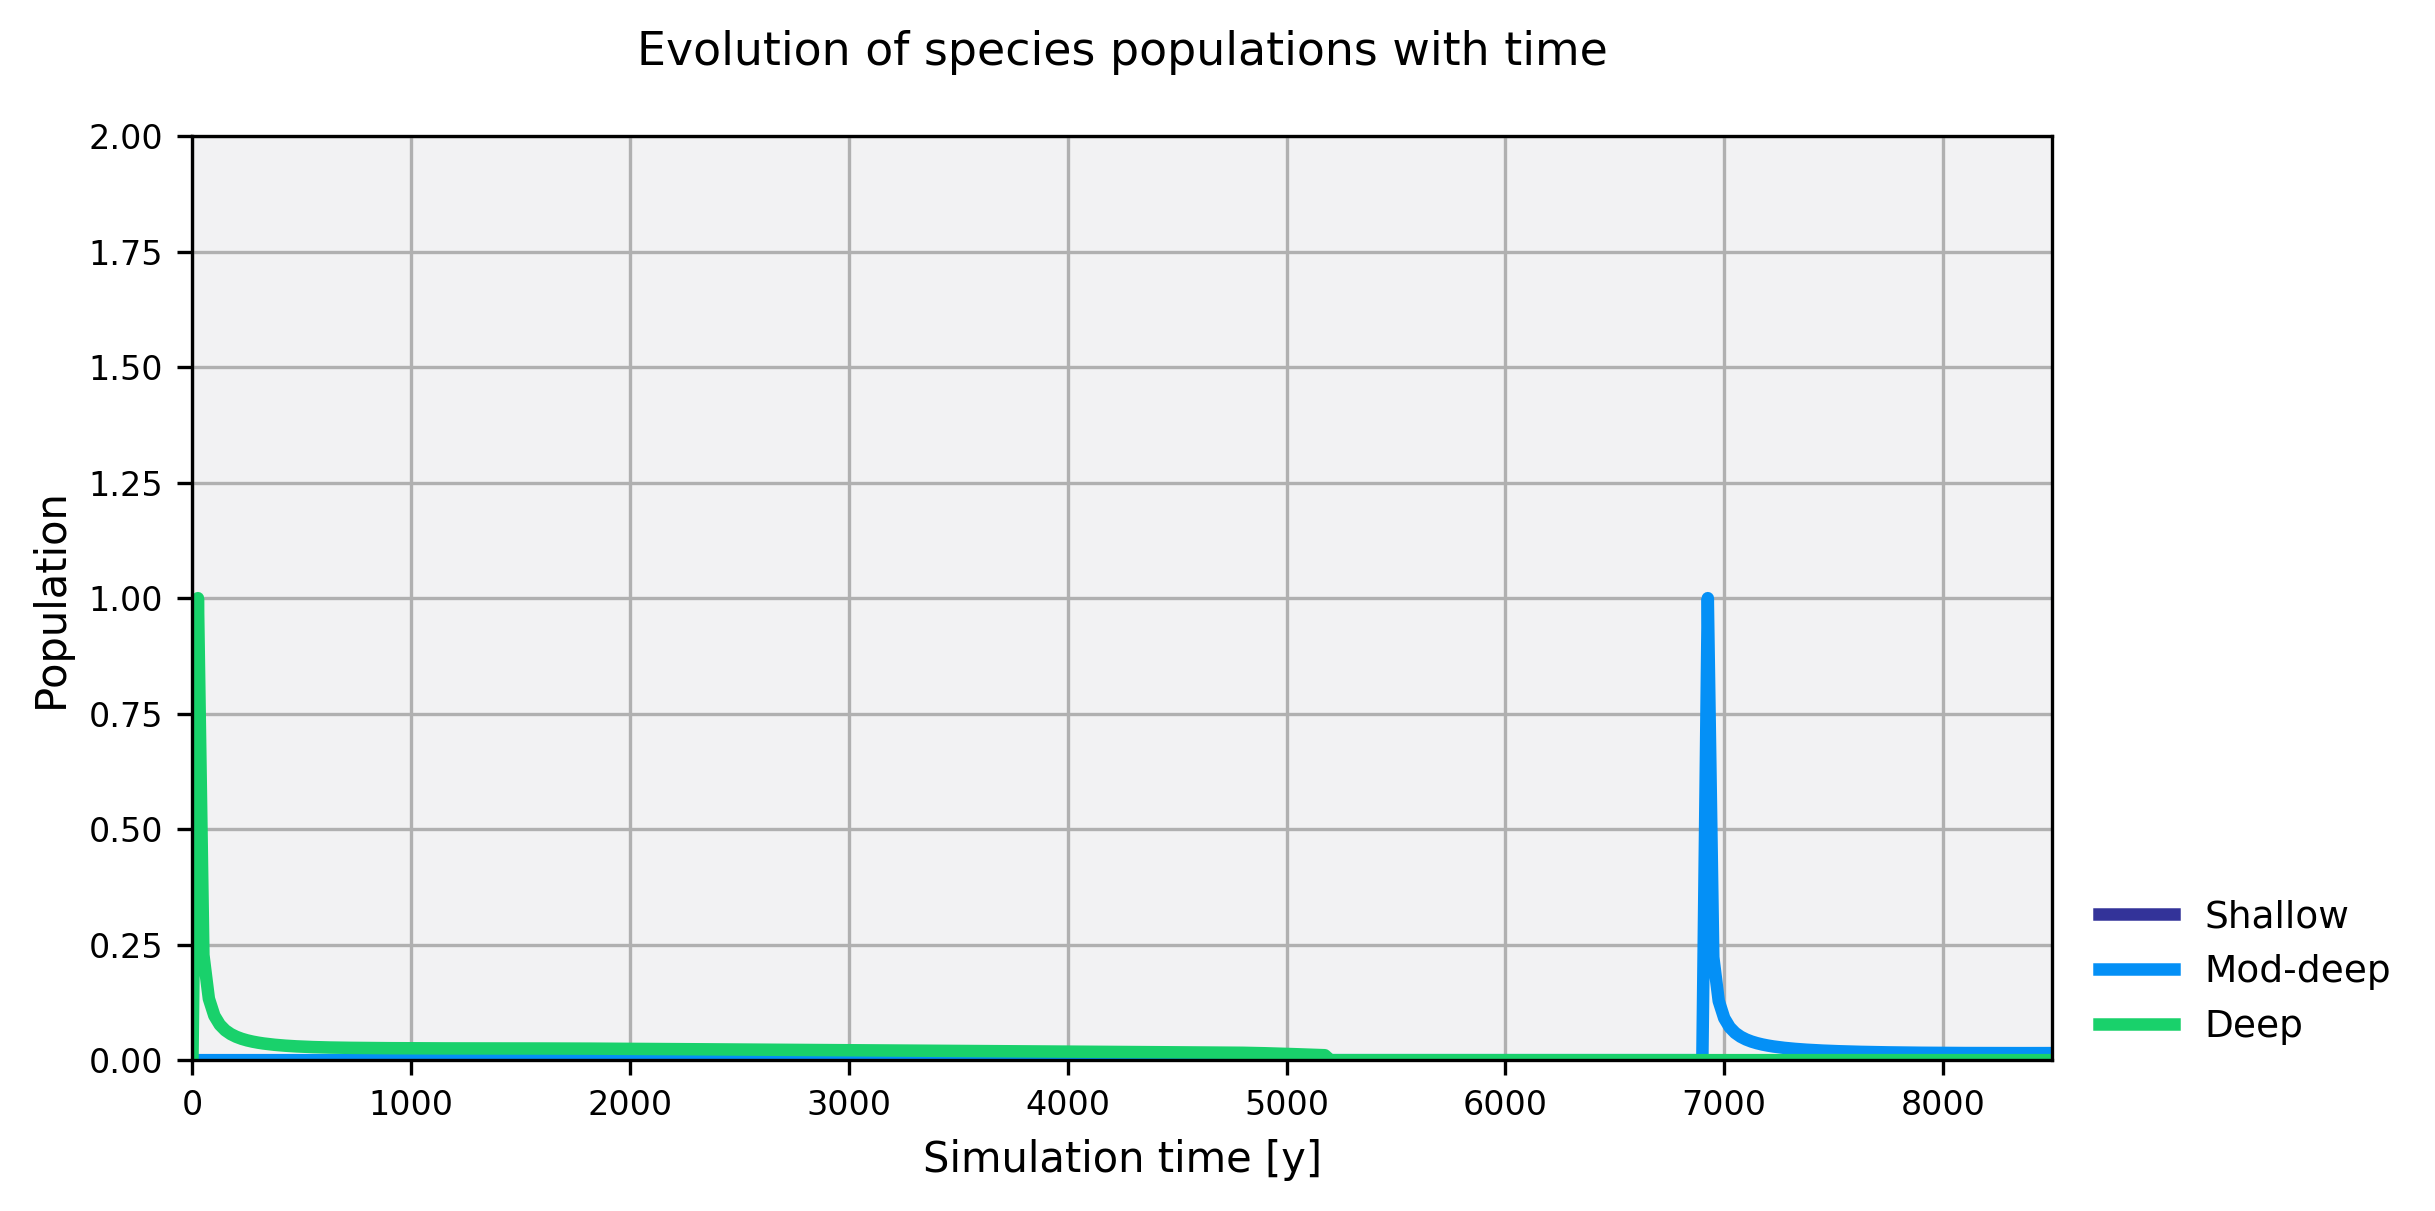 Evolution of species populations with time
2.00
1.75
1.50
1.25
1.00
0.75
0.50
0.25
0.00
Population
0 1000 2000 3000 4000 5000 6000 7000 8000
Simulation time [y]
Shallow
Mod-deep
Deep